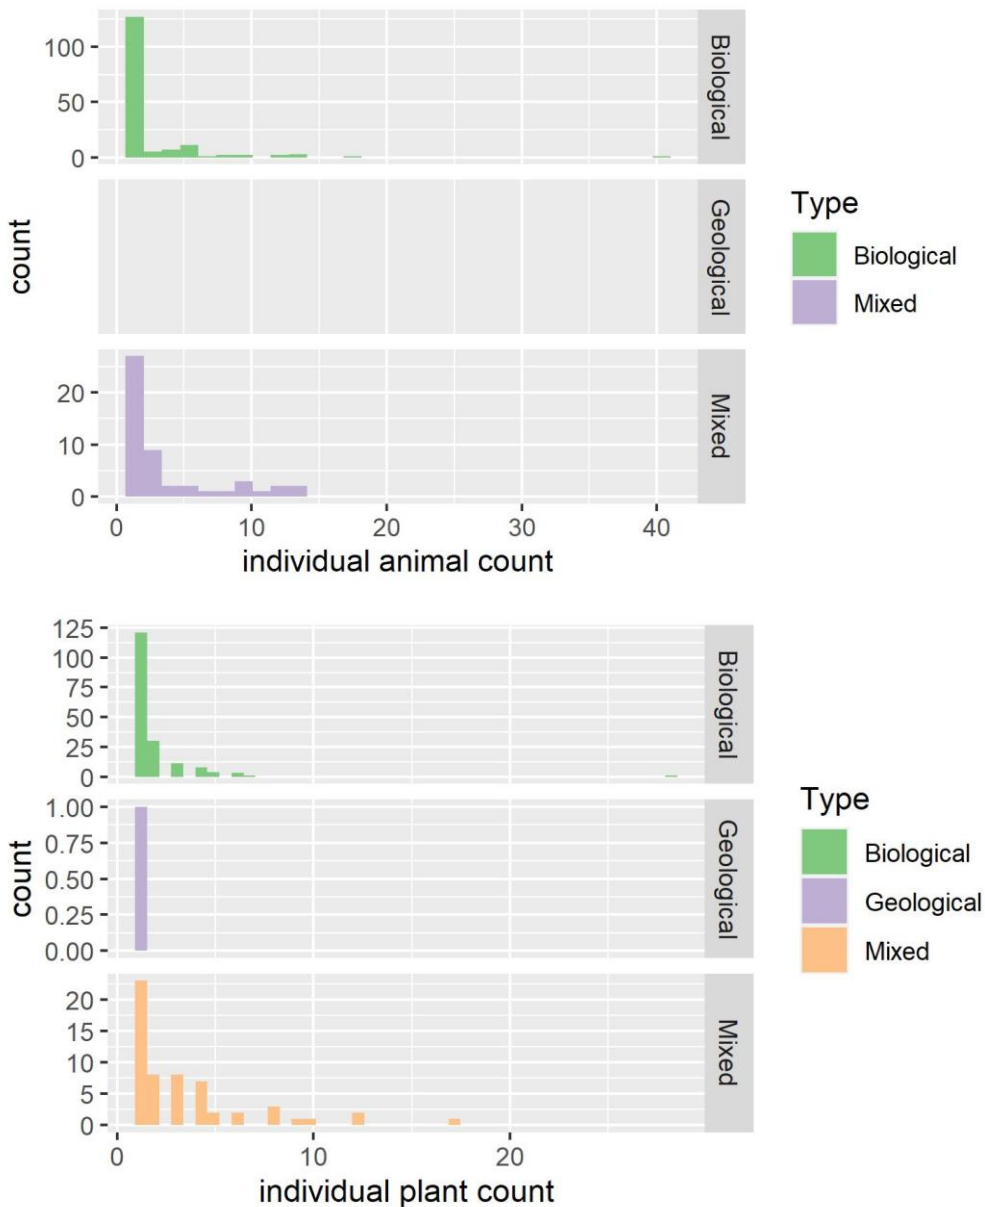 100
50
0
Biological
Geological
20
10
0
Mixed
count
0 10 20 30 40
individual animal count
Type
Biological
Mixed
125
100
75
50
25
0
Biological
1.00
0.75
0.50
0.25
0.00
Geological
20
15
10
5
0
Mixed
count
0 10 20
individual plant count
Type
Biological
Geological
Mixed